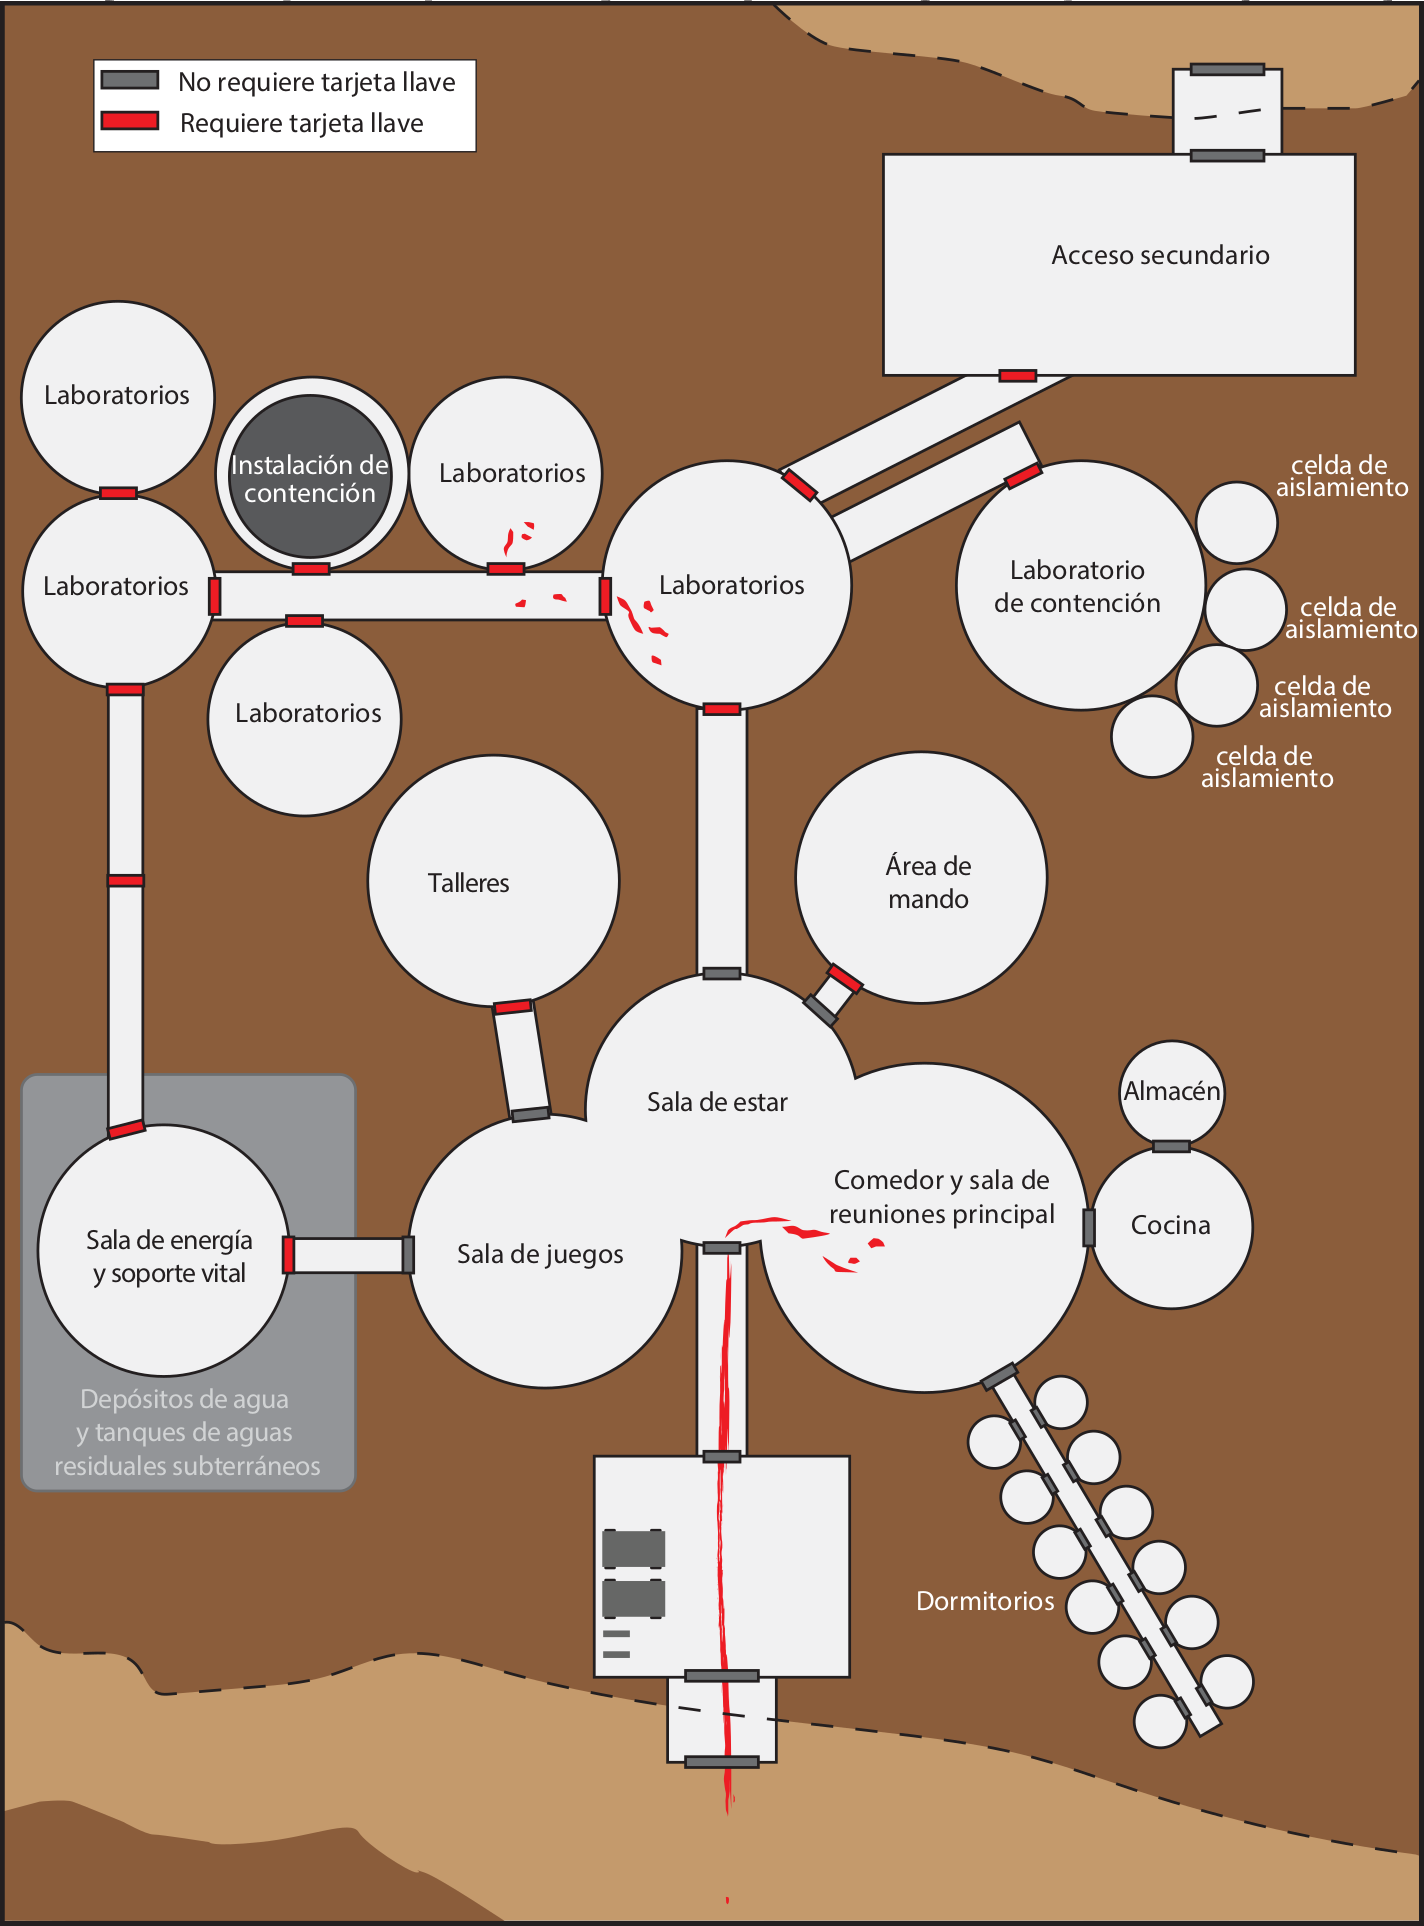 No requiere tarjeta llave
Requiere tarjeta llave
Acceso secundario
Laboratorios
Instalación de
contención
Laboratorios
celda de
aislamiento
Laboratorios
Laboratorios
Laboratorio
de contención
celda de
aislamiento
Laboratorios
celda de
aislamiento
celda de
aislamiento
Talleres
Área de
mando
Sala de estar
Almacén
Comedor y sala de
reuniones principal
Cocina
Sala de energía
y soporte vital
Sala de juegos
Depósitos de agua
y tanques de aguas
residuales subterráneos
Dormitorios